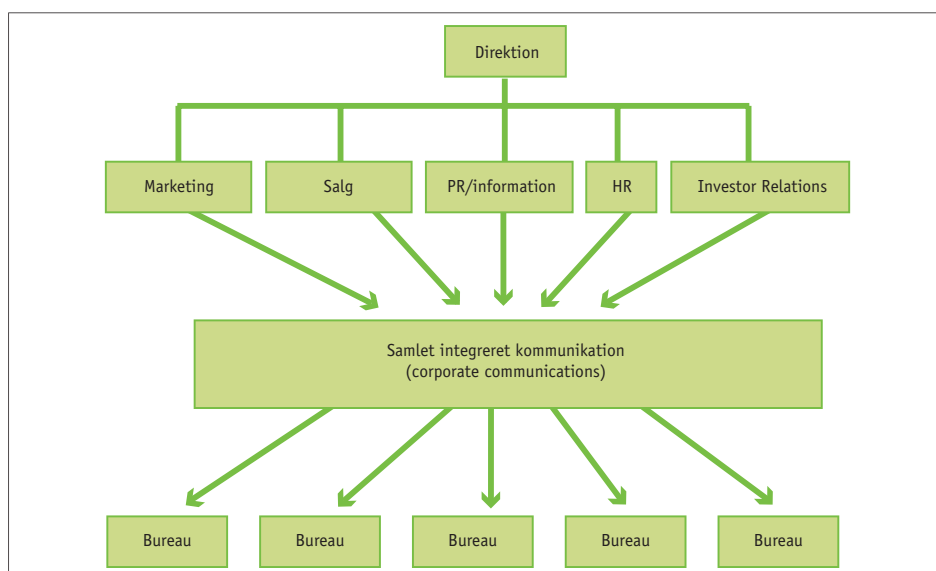 Direktion
Marketing
Salg
PR/information
HR
Investor Relations
Samlet integreret kommunikation
(corporate communications)
Bureau
Bureau
Bureau
Bureau
Bureau